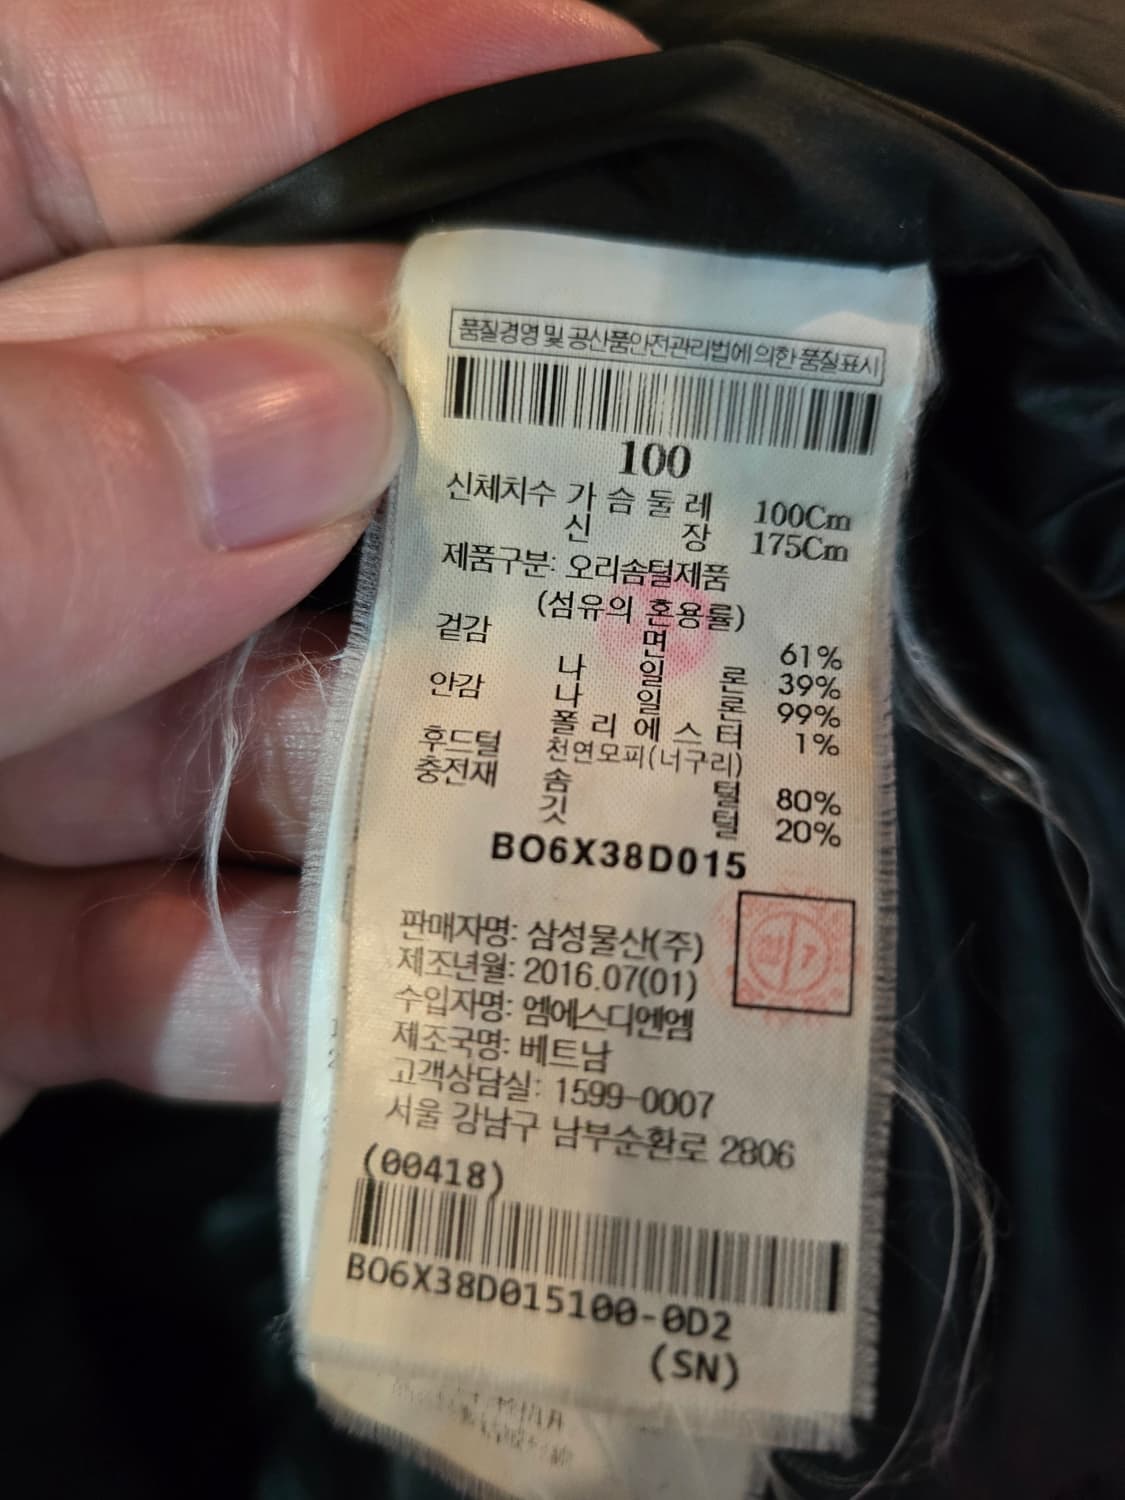 품질경영 및 공산품안전관리법에 의한 품질표시
100
신체치수 가 슴 둘 레 100Cm
신 장 175Cm
제품구분: 오리솜털제품
(섬유의 혼용률)
겉감 면 61%
나 일 론 39%
안감 나 일 론 99%
폴 리 에 스 터 1%
후드털 천연모피(너구리)
충전재 솜 털 80%
깃 털 20%
BO6X38D015
판매자명: 삼성물산(주)
제조년월: 2016.07(01)
수입자명: 엠에스디엔엠
제조국명: 베트남
고객상담실: 1599-0007
서울 강남구 남부순환로 2806
(00418)
BO6X38D015100-0D2
(SN)